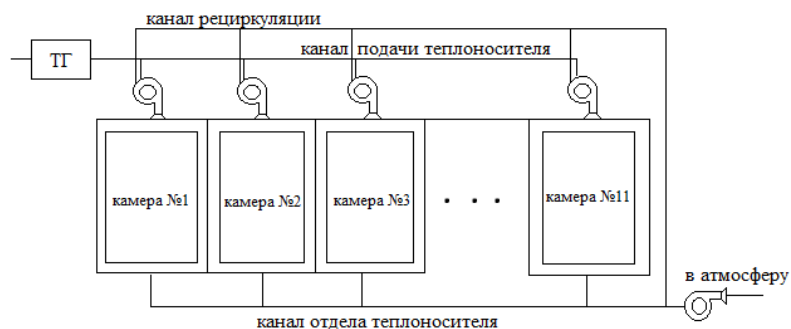 канал рециркуляции
канал подачи теплоносителя
ТГ
камера №1
камера №2
камера №3
. . .
камера №11
в атмосферу
канал отдела теплоносителя